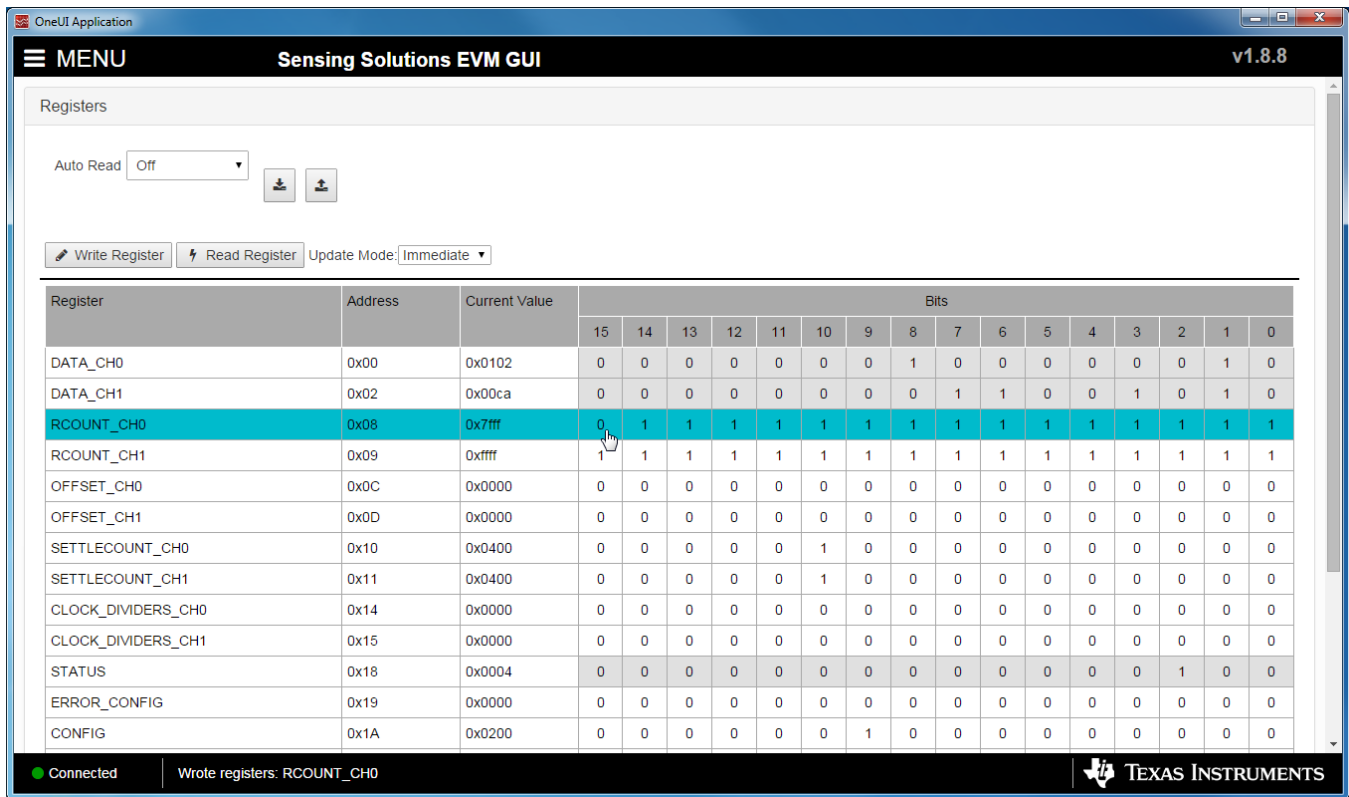 OneUI Application
MENU Sensing Solutions EVM GUI v1.8.8
Registers
Auto Read Off
Write Register Read Register Update Mode: Immediate
Register Address Current Value Bits
15 14 13 12 11 10 9 8 7 6 5 4 3 2 1 0
DATA_CH0 0x00 0x0102 0 0 0 0 0 0 0 1 0 0 0 0 0 0 1 0
DATA_CH1 0x02 0x00ca 0 0 0 0 0 0 0 0 1 1 0 0 1 0 1 0
RCOUNT_CH0 0x08 0x7fff 0 1 1 1 1 1 1 1 1 1 1 1 1 1 1 1
RCOUNT_CH1 0x09 0xffff 1 1 1 1 1 1 1 1 1 1 1 1 1 1 1 1
OFFSET_CH0 0x0C 0x0000 0 0 0 0 0 0 0 0 0 0 0 0 0 0 0 0
OFFSET_CH1 0x0D 0x0000 0 0 0 0 0 0 0 0 0 0 0 0 0 0 0 0
SETTLECOUNT_CH0 0x10 0x0400 0 0 0 0 0 1 0 0 0 0 0 0 0 0 0 0
SETTLECOUNT_CH1 0x11 0x0400 0 0 0 0 0 1 0 0 0 0 0 0 0 0 0 0
CLOCK_DIVIDERS_CH0 0x14 0x0000 0 0 0 0 0 0 0 0 0 0 0 0 0 0 0 0
CLOCK_DIVIDERS_CH1 0x15 0x0000 0 0 0 0 0 0 0 0 0 0 0 0 0 0 0 0
STATUS 0x18 0x0004 0 0 0 0 0 0 0 0 0 0 0 0 0 1 0 0
ERROR_CONFIG 0x19 0x0000 0 0 0 0 0 0 0 0 0 0 0 0 0 0 0 0
CONFIG 0x1A 0x0200 0 0 0 0 0 0 1 0 0 0 0 0 0 0 0 0
Connected Wrote registers: RCOUNT_CH0 TEXAS INSTRUMENTS